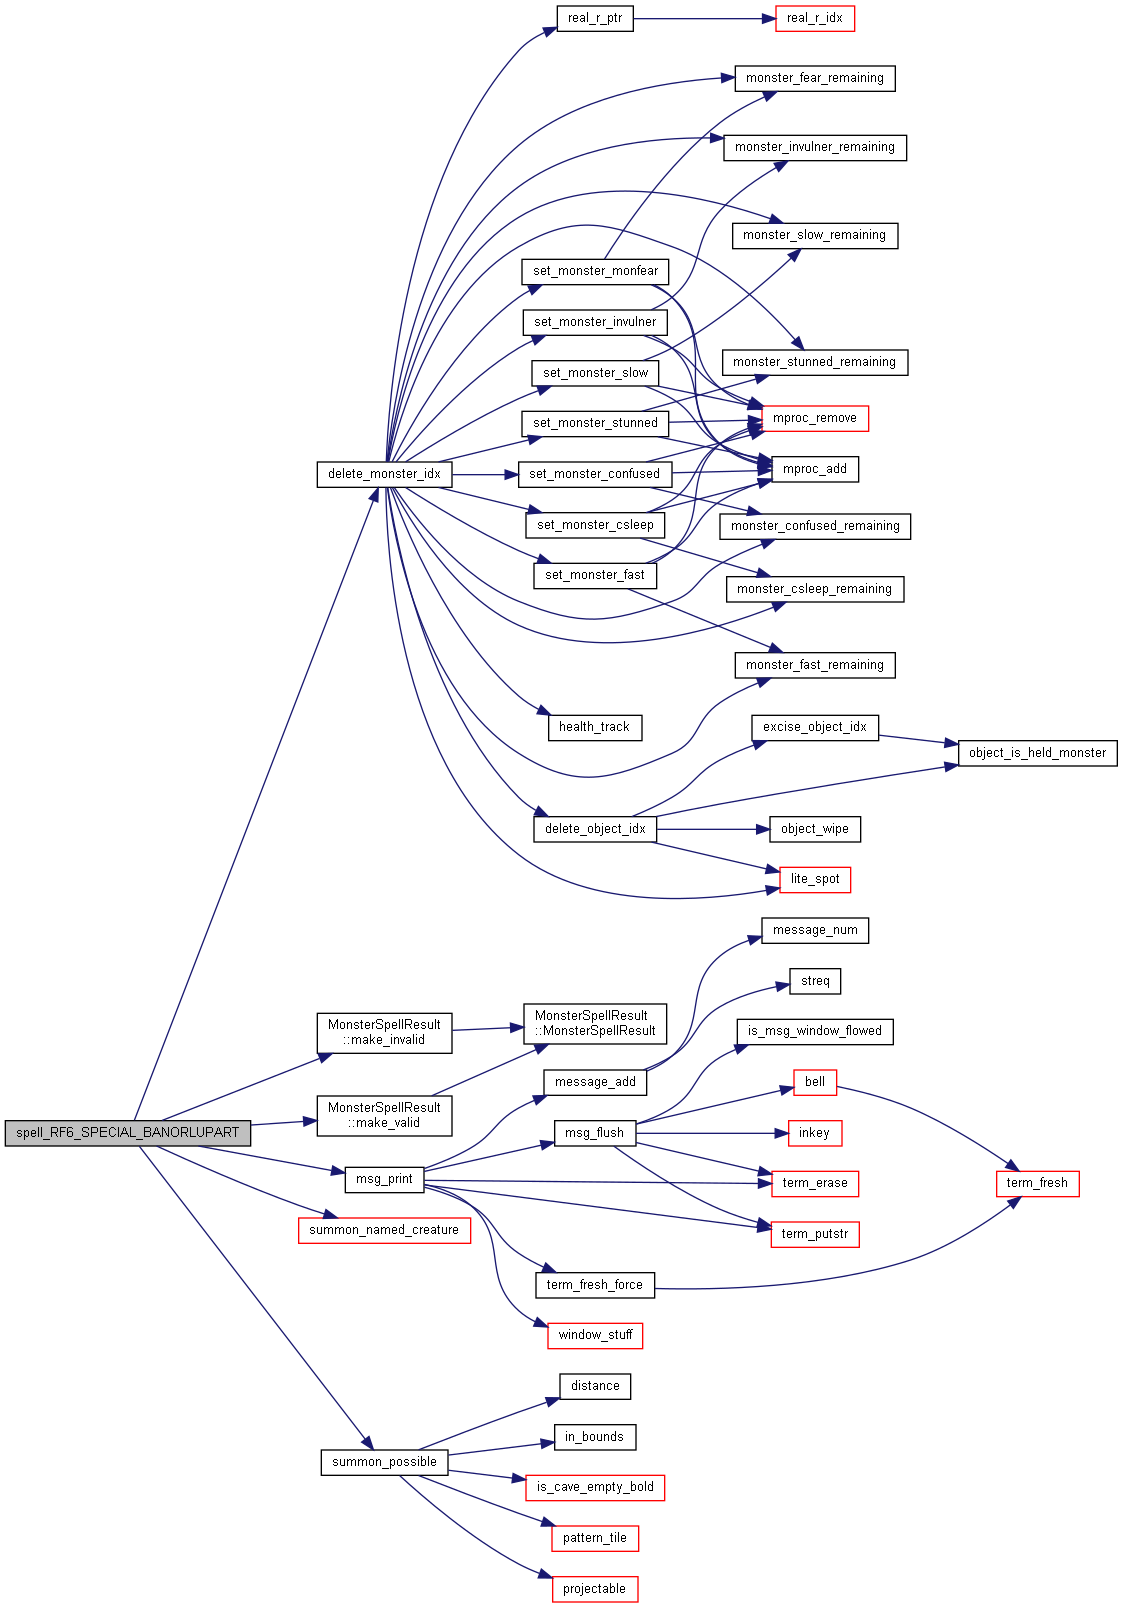 real_r_ptr
real_r_idx
monster_fear_remaining
monster_invulner_remaining
monster_slow_remaining
set_monster_monfear
set_monster_invulner
monster_stunned_remaining
set_monster_slow
mproc_remove
set_monster_stunned
delete_monster_idx
set_monster_confused
mproc_add
set_monster_csleep
monster_confused_remaining
set_monster_fast
monster_csleep_remaining
monster_fast_remaining
health_track
excise_object_idx
object_is_held_monster
delete_object_idx
object_wipe
lite_spot
message_num
streq
MonsterSpellResult
::make_invalid
MonsterSpellResult
::MonsterSpellResult
is_msg_window_flowed
message_add
bell
MonsterSpellResult
::make_valid
spell_RF6_SPECIAL_BANORLUPART
msg_flush
inkey
msg_print
term_erase
term_fresh
summon_named_creature
term_putstr
term_fresh_force
window_stuff
distance
in_bounds
summon_possible
is_cave_empty_bold
pattern_tile
projectable